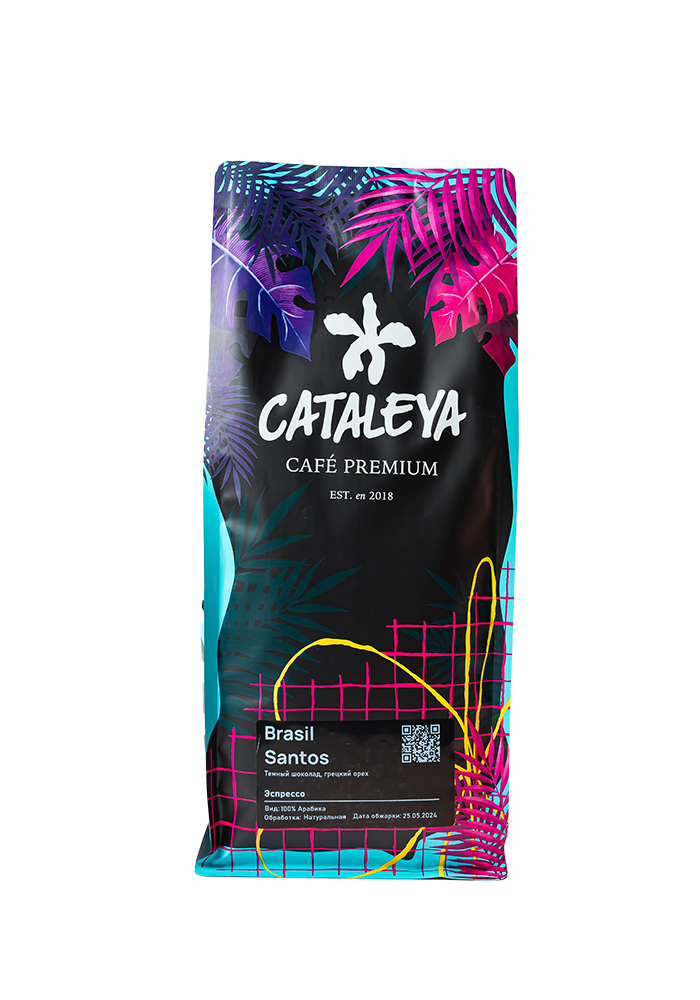 CATALEYA
CAFÉ PREMIUM
EST. en 2018
Brasil
Santos
Темный шоколад, грецкий орех
Эспрессо
Вид:100% Арабика
Обработка: Натуральная Дата обжарки: 25.05.2024